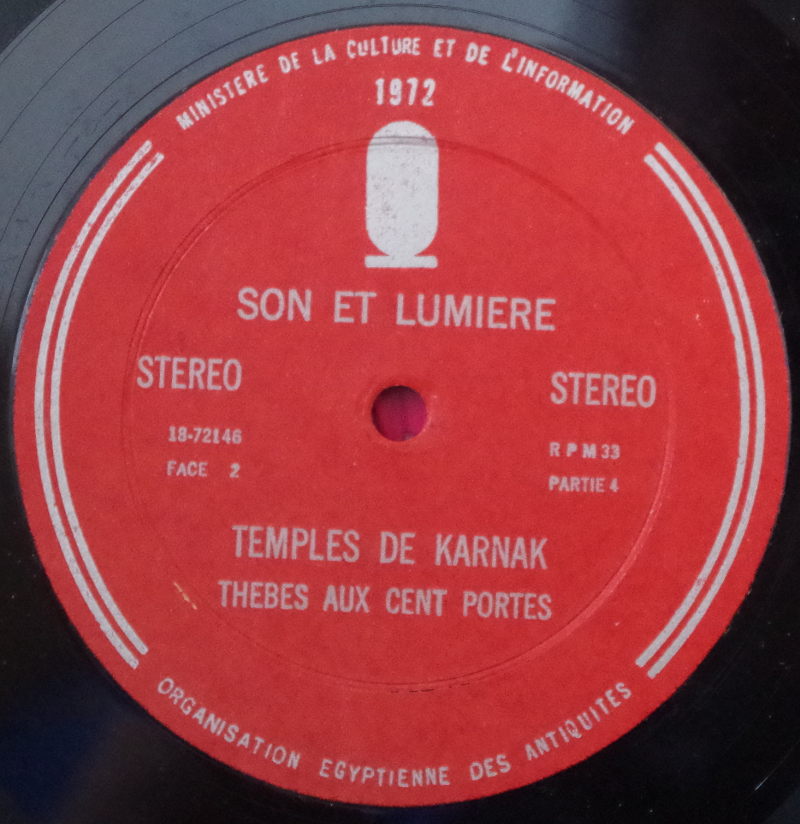 MINISTERE DE LA CULTURE ET DE L'INFORMATION
1972
SON ET LUMIERE
STEREO
STEREO
18-72146
FACE 2
RPM 33
PARTIE 4
TEMPLES DE KARNAK
THEBES AUX CENT PORTES
ORGANISATION EGYPTIENNE DES ANTIQUITES